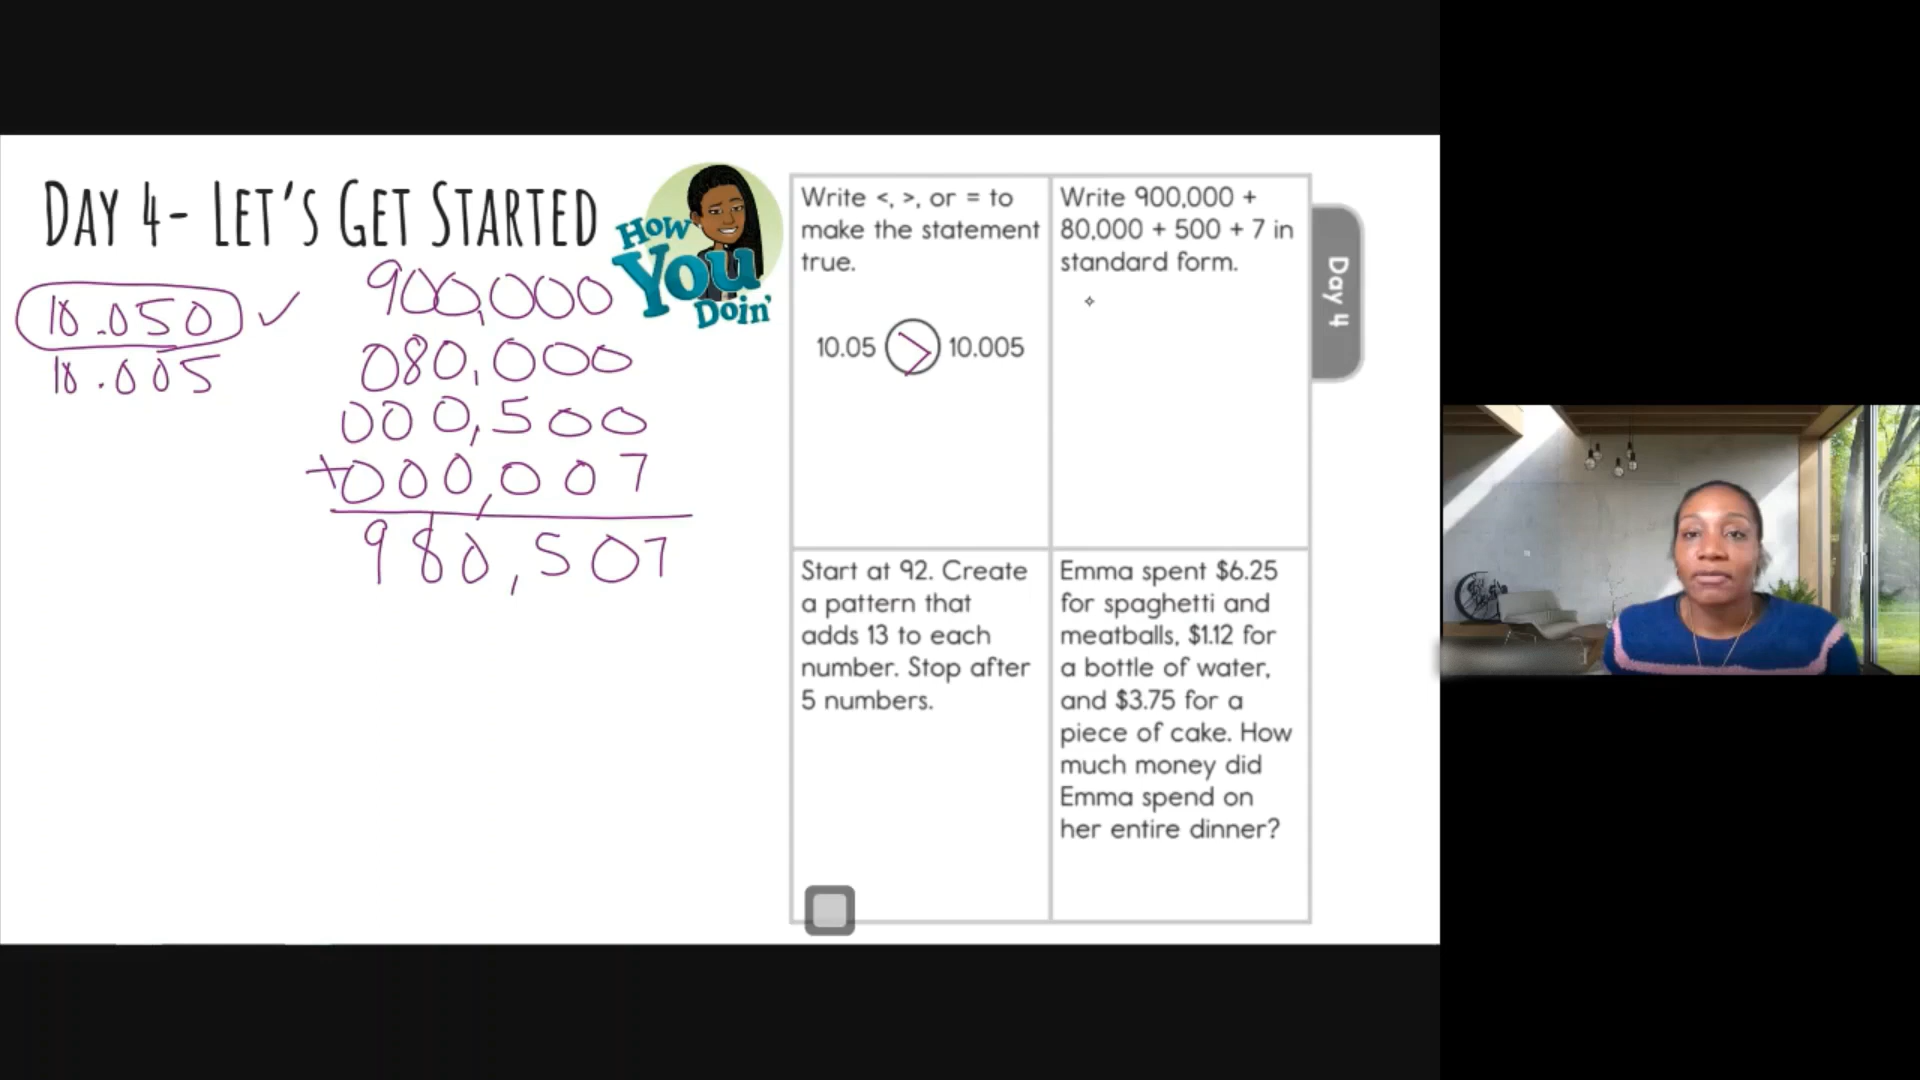 DAY 4- LET'S GET STARTED
How
You
Doin'
10.050
10.005
900,000
080,000
000,500
+000,007
980,507
Write <, >, or = to
make the statement
true.
10.05 > 10.005
Write 900,000 +
80,000 + 500 + 7 in
standard form.
Day 4
Start at 92. Create
a pattern that
adds 13 to each
number. Stop after
5 numbers.
Emma spent $6.25
for spaghetti and
meatballs, $1.12 for
a bottle of water,
and $3.75 for a
piece of cake. How
much money did
Emma spend on
her entire dinner?